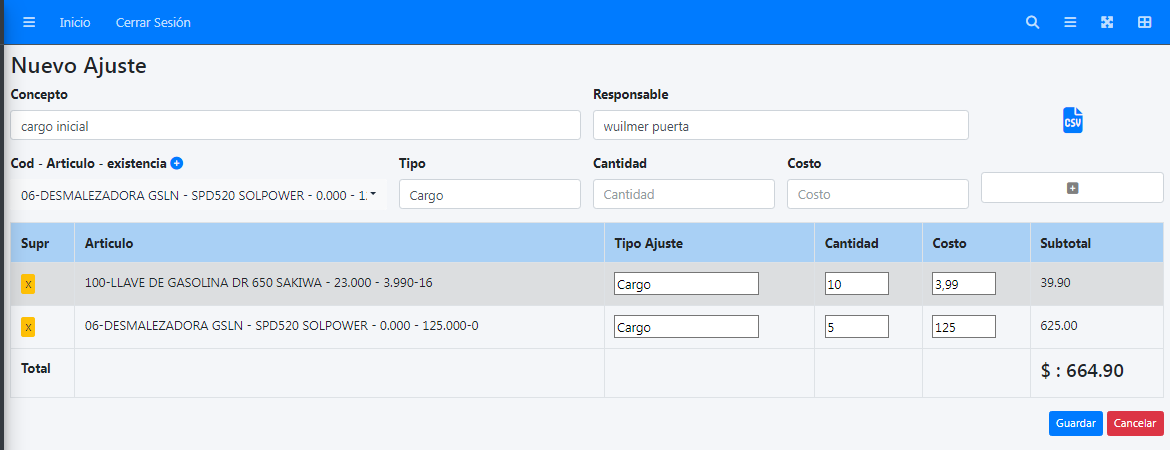 Inicio Cerrar Sesión
Nuevo Ajuste
Concepto Responsable
cargo inicial wuilmer puerta
CSV
Cod - Articulo - existencia Tipo Cantidad Costo
06-DESMALEZADORA GSLN - SPD520 SOLPOWER - 0.000 - 1 Cargo Cantidad Costo
Supr Articulo Tipo Ajuste Cantidad Costo Subtotal
x 100-LLAVE DE GASOLINA DR 650 SAKIWA - 23.000 - 3.990-16 Cargo 10 3,99 39.90
x 06-DESMALEZADORA GSLN - SPD520 SOLPOWER - 0.000 - 125.000-0 Cargo 5 125 625.00
Total $ : 664.90
Guardar Cancelar